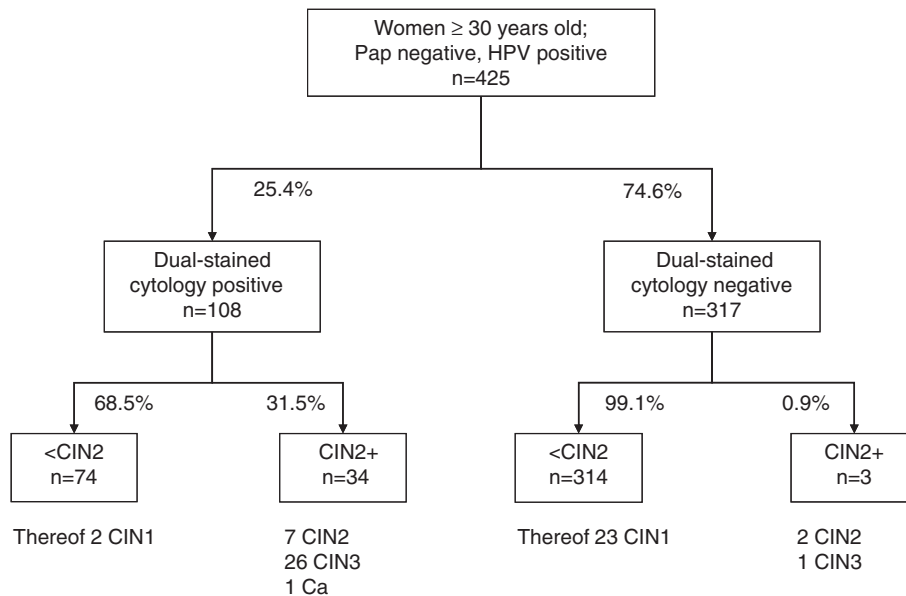 Women ≥ 30 years old;
Pap negative, HPV positive
n=425
25.4%
74.6%
Dual-stained
cytology positive
n=108
Dual-stained
cytology negative
n=317
68.5%
31.5%
99.1%
0.9%
<CIN2
n=74
CIN2+
n=34
<CIN2
n=314
CIN2+
n=3
Thereof 2 CIN1
7 CIN2
26 CIN3
1 Ca
Thereof 23 CIN1
2 CIN2
1 CIN3